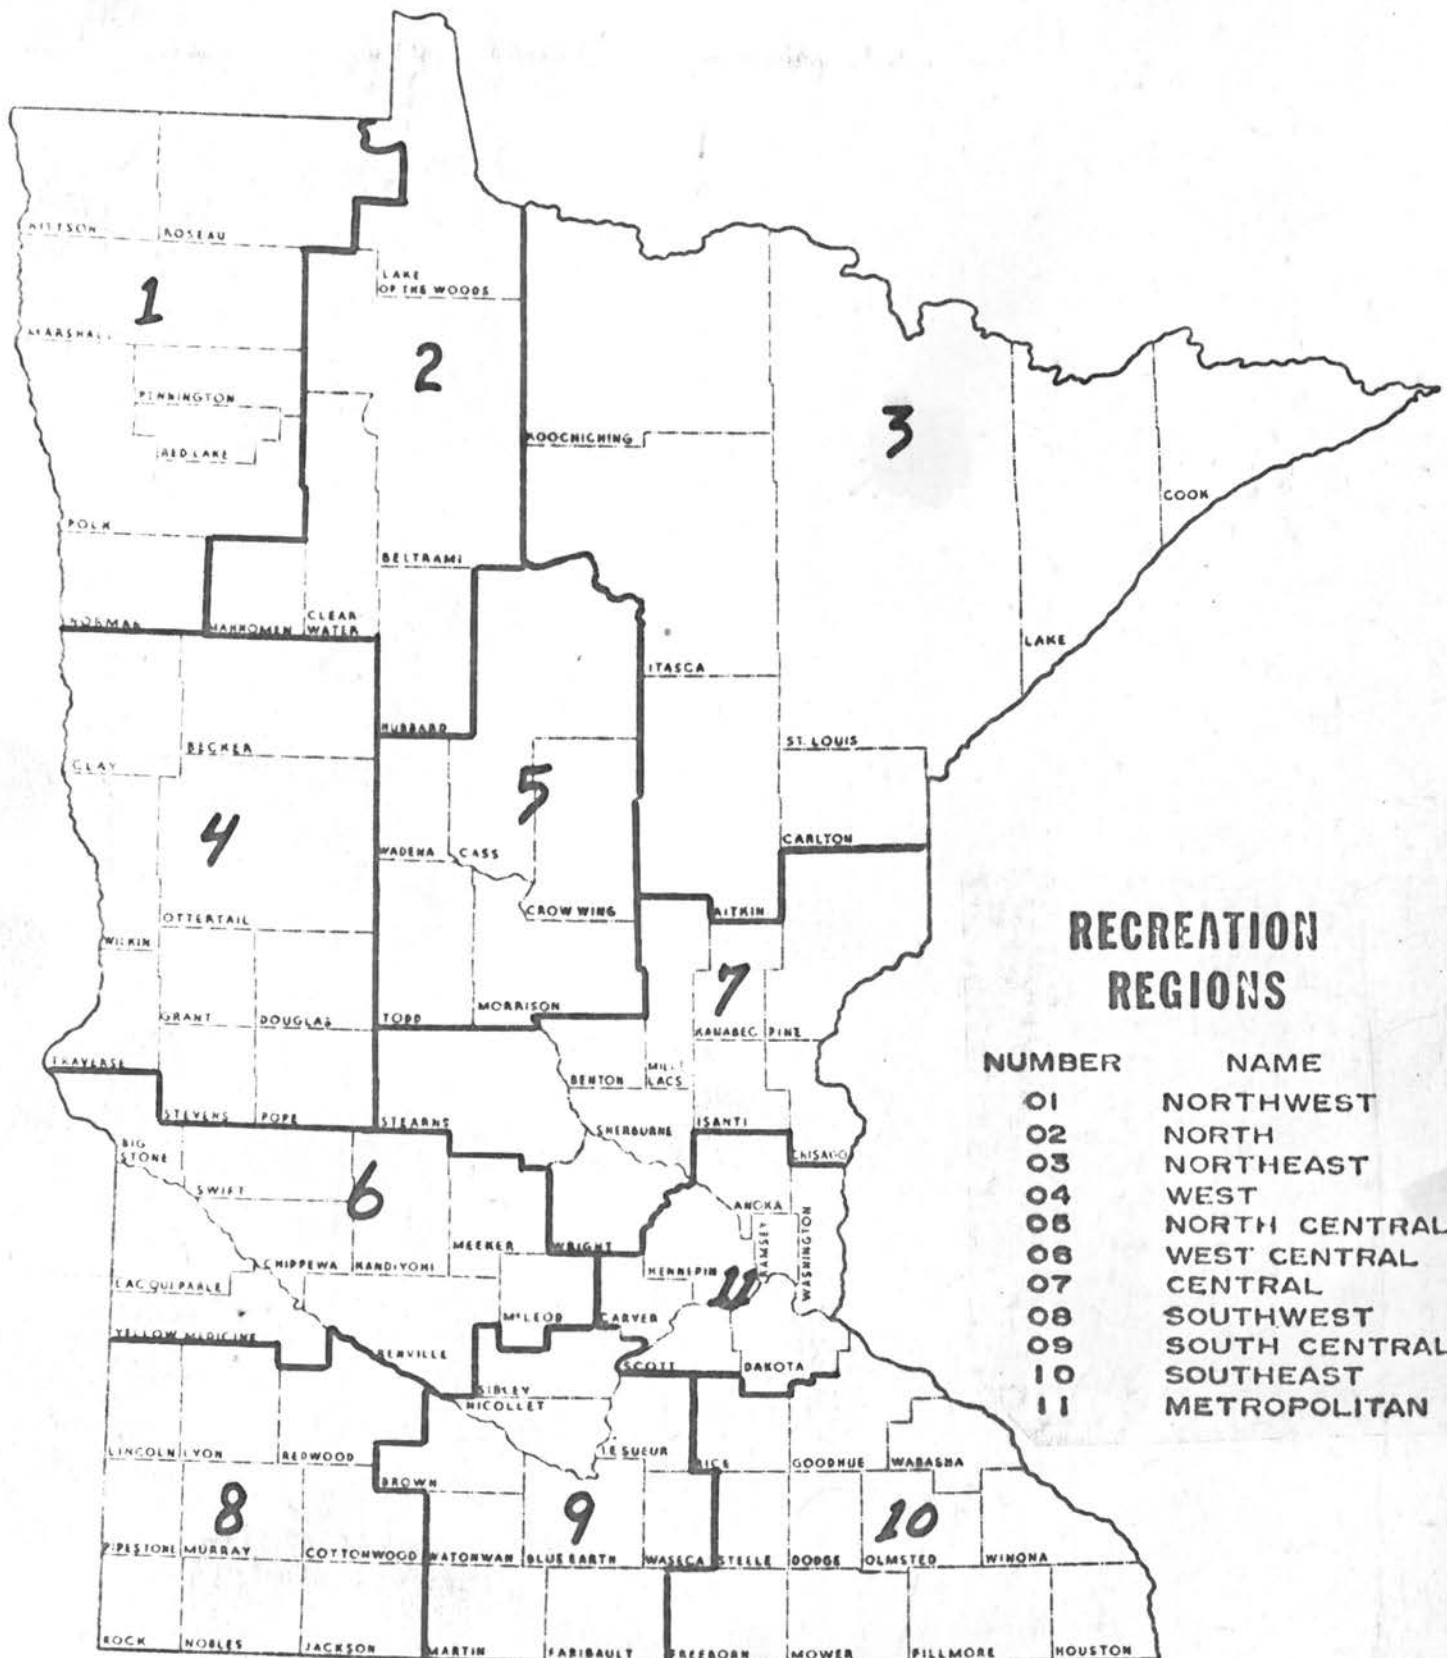 KITTSON
ROSEAU
LAKE
OF THE WOODS
1
MARSHALL
2
PENNINGTON
3
KOOCHICHING
RED LAKE
COOK
POLK
BELTRAMI
NORMAN
MAHNOMEN
CLEAR-
WATER
LAKE
ITASCA
HUBBARD
BECKER
ST. LOUIS
CLAY
5
4
CARLTON
WADENA
CASS
CROW WING
AITKIN
OTTERTAIL
WILKIN
RECREATION
REGIONS
7
MORRISON
GRANT
DOUGLAS
TODD
KANABEC
PINE
TRAVERSE
NUMBER NAME
MILLE
LACS
BENTON
01 NORTHWEST
STEVENS
POPE
STEARNS
SHERBURNE
ISANTI
02 NORTH
BIG
STONE
CHISAGO
03 NORTHEAST
SWIFT
6
04 WEST
ANOKA
RAMSEY
WASHINGTON
05 NORTH CENTRAL
MEEKER
WRIGHT
06 WEST CENTRAL
CHIPPEWA
KANDIYOHI
HENNEPIN
11
07 CENTRAL
LAC QUI PARLE
McLEOD
CARVER
08 SOUTHWEST
YELLOW MEDICINE
RENVILLE
09 SOUTH CENTRAL
SCOTT
DAKOTA
10 SOUTHEAST
SIBLEY
NICOLLET
11 METROPOLITAN
LINCOLN
LYON
REDWOOD
LE SUEUR
RICE
GOODHUE
WABASHA
BROWN
8
9
10
PIPESTONE
MURRAY
COTTONWOOD
WATONWAN
BLUE EARTH
WASECA
STEELE
DODGE
OLMSTED
WINONA
ROCK
NOBLES
JACKSON
MARTIN
FARIBAULT
FREEBORN
MOWER
FILLMORE
HOUSTON